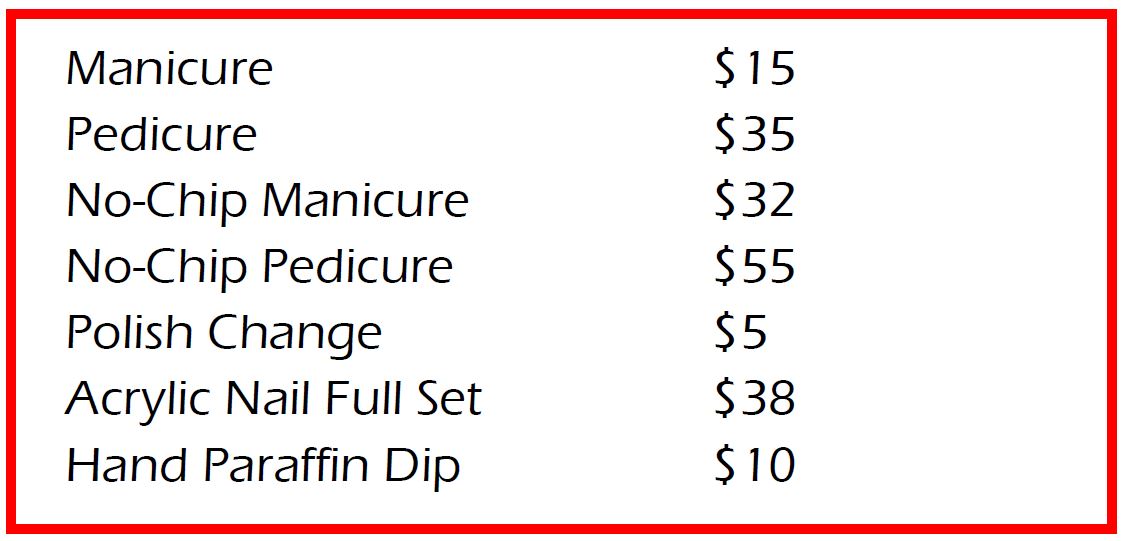 Manicure $15
Pedicure $35
No-Chip Manicure $32
No-Chip Pedicure $55
Polish Change $5
Acrylic Nail Full Set $38
Hand Paraffin Dip $10